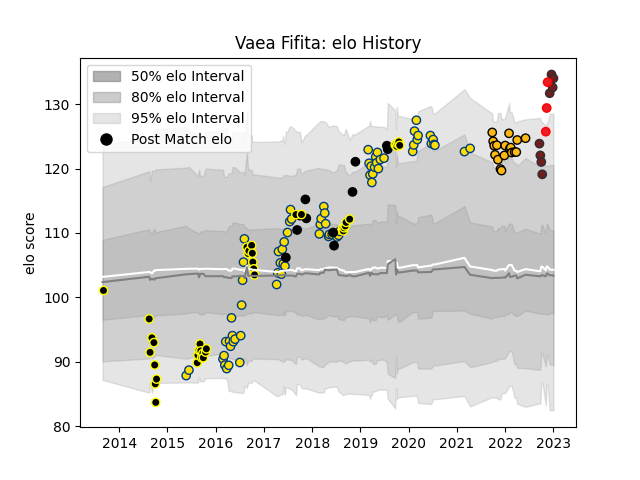 Vaea Fifita: elo History
50% elo Interval
80% elo Interval
95% elo Interval
Post Match elo
elo score
130
120
110
100
90
80
2014 2015 2016 2017 2018 2019 2020 2021 2022 2023